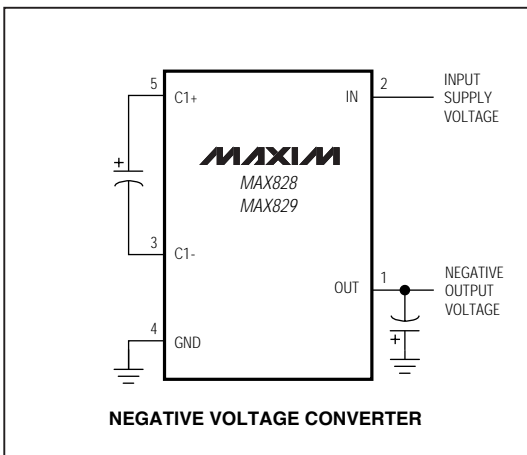 5
C1+
IN
2
INPUT
SUPPLY
VOLTAGE
+
MAXIM
MAX828
MAX829
3
C1-
OUT
1
NEGATIVE
OUTPUT
VOLTAGE
+
4
GND
NEGATIVE VOLTAGE CONVERTER